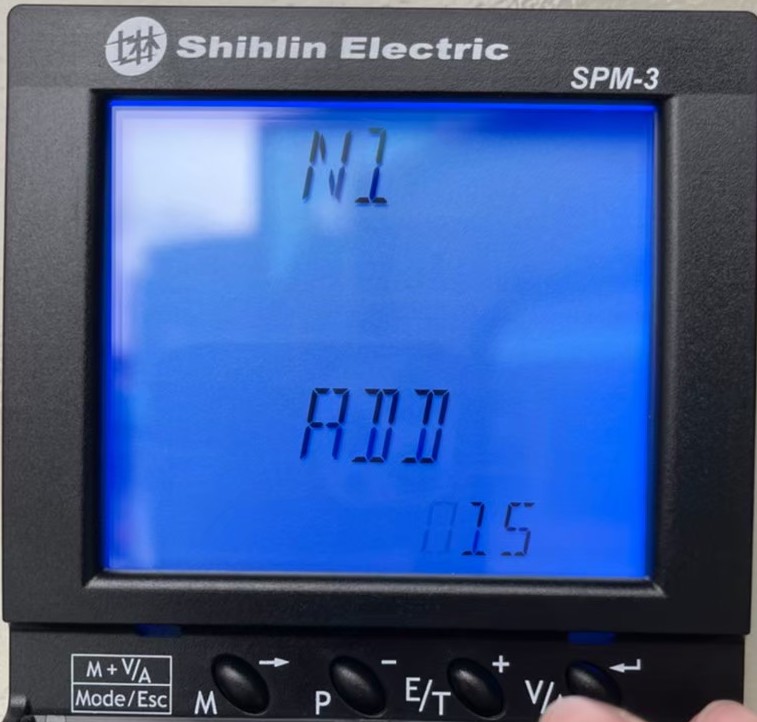 Shihlin Electric
SPM-3
N1
ADD
015
M+V/A
Mode/Esc
M → P − E/T + V/A ↵